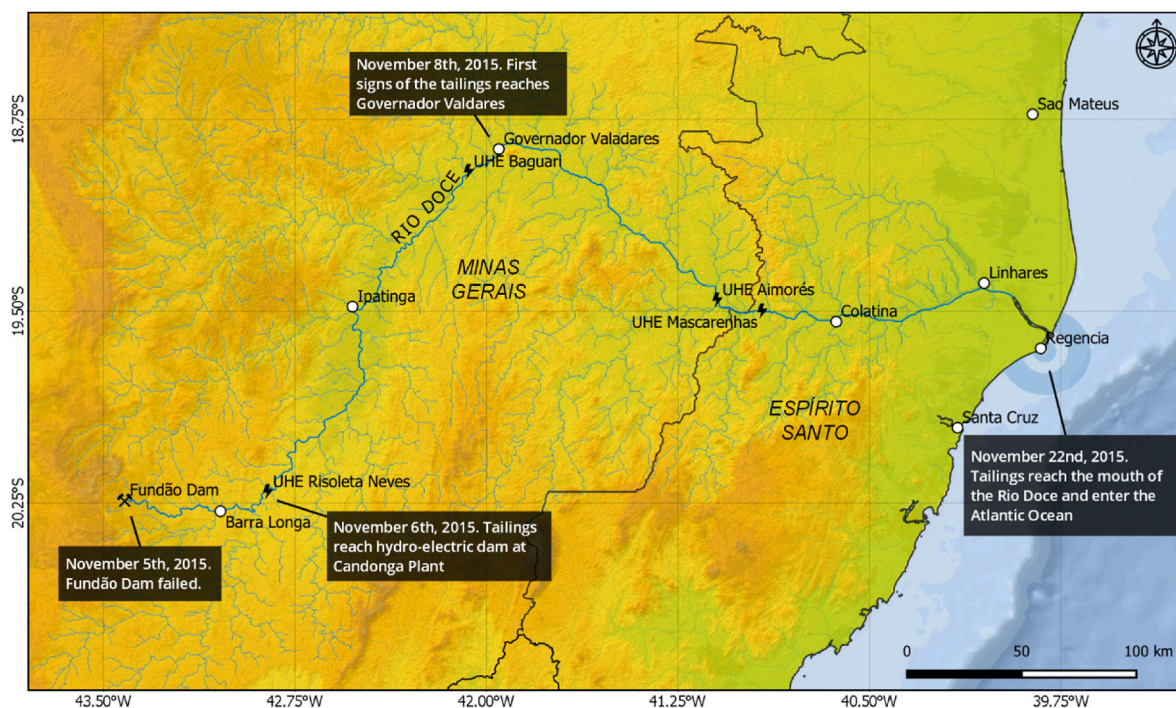 November 8th, 2015. First
signs of the tailings reaches
Governador Valdares
18.75°S
Sao Mateus
Governador Valadares
UHE Baguari
RIO DOCE
MINAS
GERAIS
Linhares
Ipatinga
UHE Aimorés
19.50°S
UHE Mascarenhas
Colatina
Regencia
ESPÍRITO
SANTO
Santa Cruz
November 22nd, 2015.
Tailings reach the mouth of
the Rio Doce and enter the
Atlantic Ocean
UHE Risoleta Neves
Fundão Dam
20.25°S
Barra Longa
November 6th, 2015. Tailings
reach hydro-electric dam at
Candonga Plant
November 5th, 2015.
Fundão Dam failed.
0 50 100 km
43.50°W 42.75°W 42.00°W 41.25°W 40.50°W 39.75°W